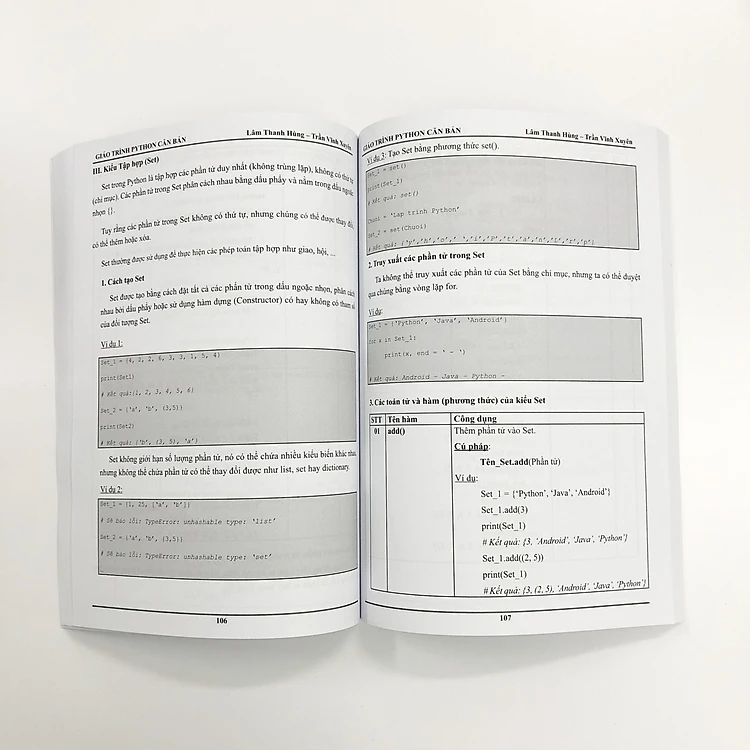 GIÁO TRÌNH PYTHON CĂN BẢN Lâm Thanh Hùng – Trần Vĩnh Xuyên
III. Kiểu Tập hợp (Set)
Set trong Python là tập hợp các phần tử duy nhất (không trùng lặp), không có thứ tự
(chỉ mục). Các phần tử trong Set phân cách nhau bằng dấu phẩy và nằm trong dấu ngoặc
nhọn {}.
Tuy rằng các phần tử trong Set không có thứ tự, nhưng chúng có thể được thay đổi,
có thể thêm hoặc xóa.
Set thường được sử dụng để thực hiện các phép toán tập hợp như giao, hội, ...
1. Cách tạo Set
Set được tạo bằng cách đặt tất cả các phần tử trong dấu ngoặc nhọn, phân cách
nhau bởi dấu phẩy hoặc sử dụng hàm dựng (Constructor) có hay không có tham số
của đối tượng Set.
Ví dụ 1:
Set_1 = {4, 2, 2, 6, 3, 3, 1, 5, 4}
print(Set1)
# Kết quả:{1, 2, 3, 4, 5, 6}
Set_2 = {'a', 'b', (3,5)}
print(Set2)
# Kết quả: {'b', (3, 5), 'a'}
Set không giới hạn số lượng phần tử, nó có thể chứa nhiều kiểu biến khác nhau,
nhưng không thể chứa phần tử có thể thay đổi được như list, set hay dictionary.
Ví dụ 2:
Set_1 = {1, 25, ['a', 'b']}
# Sẽ báo lỗi: TypeError: unhashable type: 'list'
Set_2 = {'a', 'b', {3,5}}
# Sẽ báo lỗi: TypeError: unhashable type: 'set'
106
GIÁO TRÌNH PYTHON CĂN BẢN Lâm Thanh Hùng – Trần Vĩnh Xuyên
Ví dụ 3: Tạo Set bằng phương thức set().
Set_1 = set()
print(Set_1)
# Kết quả: set()
Chuoi = 'Lap trinh Python'
Set_2 = set(Chuoi)
# Kết quả:
2. Truy xuất các phần tử trong Set
Ta không thể truy xuất các phần tử của Set bằng chỉ mục, nhưng ta có thể duyệt
qua chúng bằng vòng lặp for.
Ví dụ:
Set_1 = {'Python', 'Java', 'Android'}
for x in Set_1:
print(x, end = ' - ')
# Kết quả: Android - Java - Python -
3. Các toán tử và hàm (phương thức) của kiểu Set
STT Tên hàm Công dụng
01 add() Thêm phần tử vào Set.
Cú pháp:
Tên_Set.add(Phần tử)
Ví dụ:
Set_1 = {'Python', 'Java', 'Android'}
Set_1.add(3)
print(Set_1)
# Kết quả: {3, 'Android', 'Java', 'Python'}
Set_1.add((2, 5))
print(Set_1)
# Kết quả: {3, (2, 5), 'Android', 'Java', 'Python'}
107